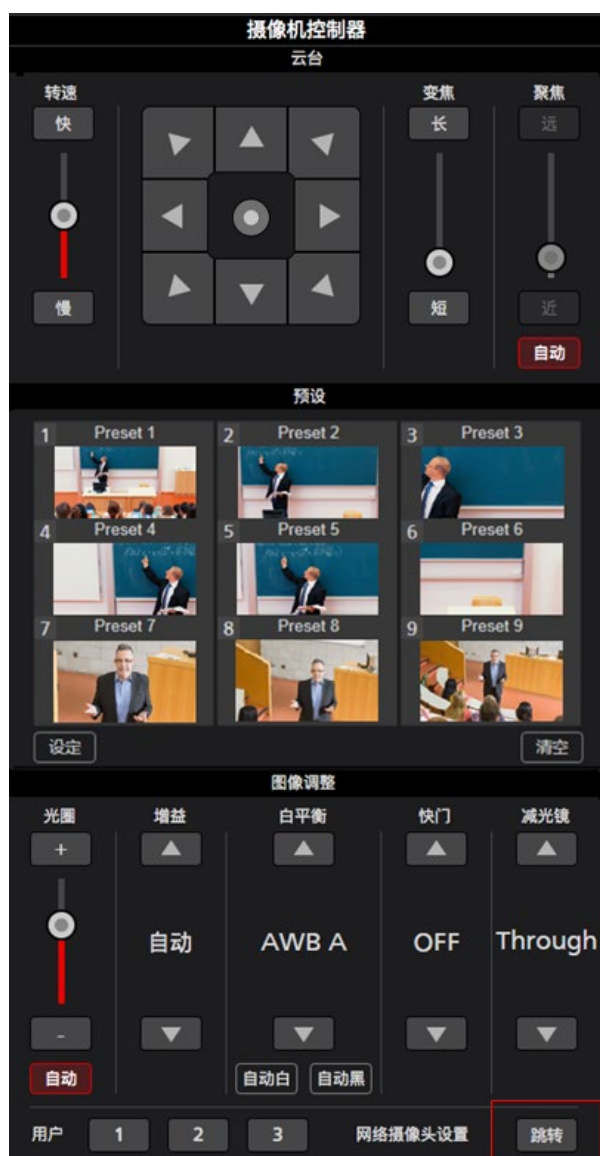 摄像机控制器
云台
转速 变焦 聚焦
快 长 远
慢 短 近
自动
预设
1 Preset 1 2 Preset 2 3 Preset 3
4 Preset 4 5 Preset 5 6 Preset 6
7 Preset 7 8 Preset 8 9 Preset 9
设定 清空
图像调整
光圈 增益 白平衡 快门 减光镜
+
自动 AWB A OFF Through
-
自动 自动白 自动黑
用户 1 2 3 网络摄像头设置 跳转